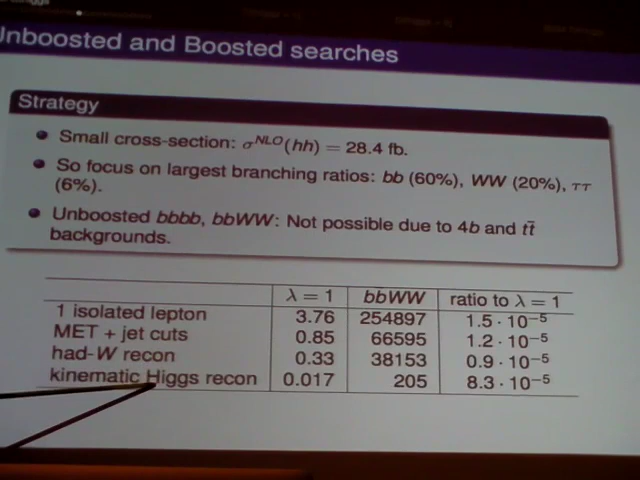 Unboosted and Boosted searches
Strategy
Small cross-section: σ^NLO(hh) = 28.4 fb.
So focus on largest branching ratios: bb (60%), WW (20%), ττ
(6%).
Unboosted bbbb, bbWW: Not possible due to 4b and tt̄
backgrounds.
λ = 1 bbWW ratio to λ = 1
1 isolated lepton 3.76 254897 1.5 · 10⁻⁵
MET + jet cuts 0.85 66595 1.2 · 10⁻⁵
had-W recon 0.33 38153 0.9 · 10⁻⁵
kinematic Higgs recon 0.017 205 8.3 · 10⁻⁵